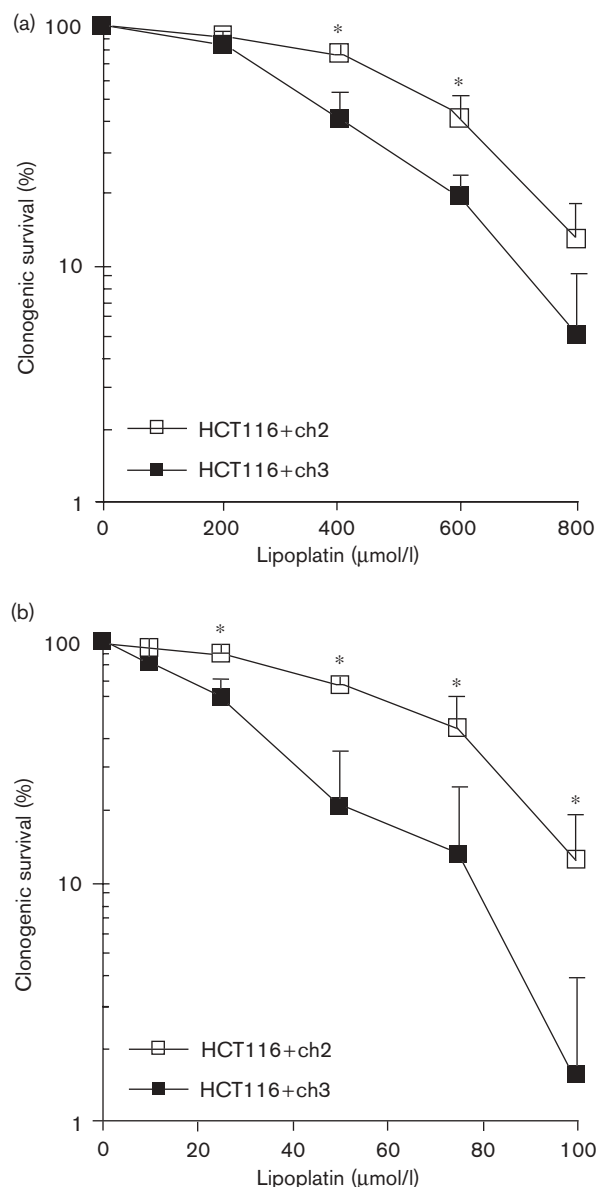 (a)
100
*
*
Clonogenic survival (%)
10
HCT116+ch2
HCT116+ch3
1
0 200 400 600 800
Lipoplatin (μmol/l)
(b)
100
*
*
*
*
Clonogenic survival (%)
10
HCT116+ch2
HCT116+ch3
1
0 20 40 60 80 100
Lipoplatin (μmol/l)